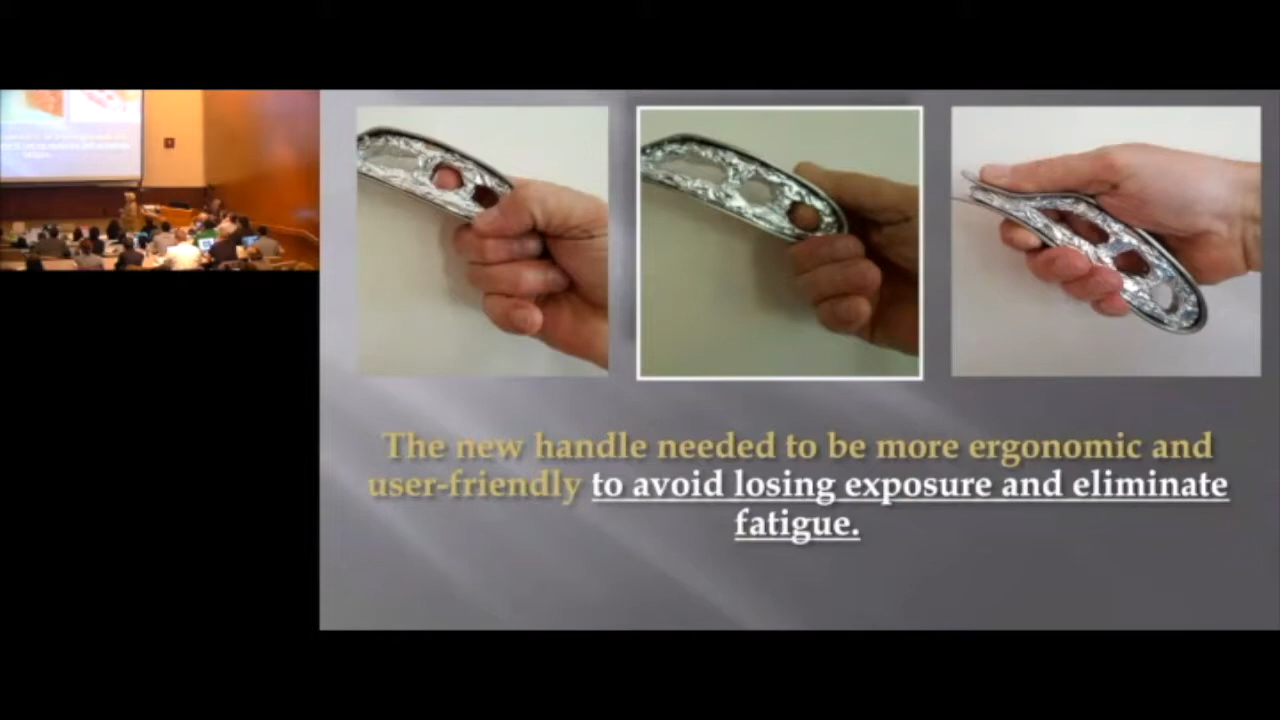 The new handle needed to be more ergonomic and
user-friendly to avoid losing exposure and eliminate
fatigue.